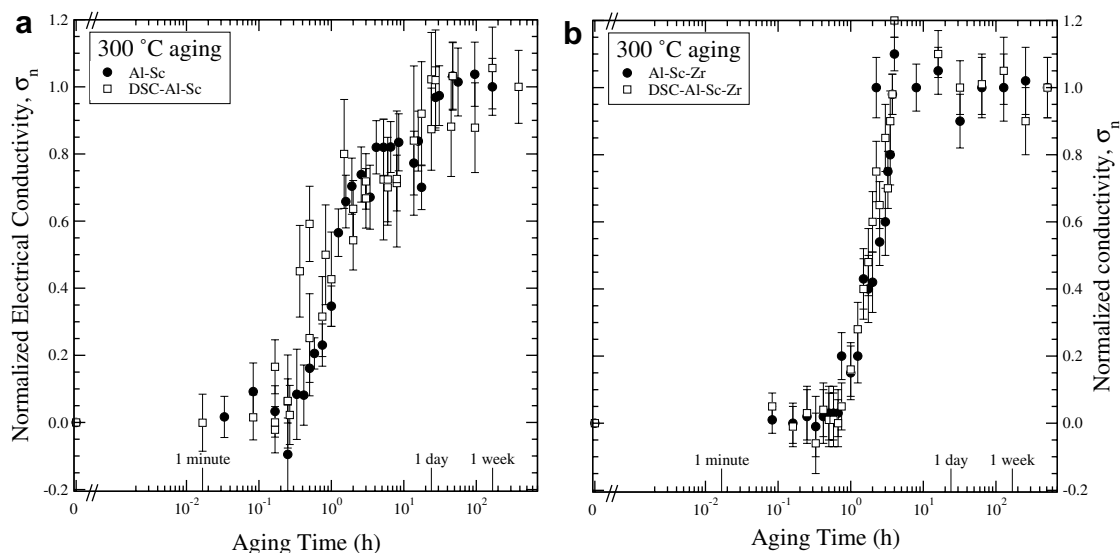 a
300 ˚C aging
Al-Sc
DSC-Al-Sc
Normalized Electrical Conductivity, σn
1.2
1.0
0.8
0.6
0.4
0.2
0.0
-0.2
1 minute
1 day
1 week
0
10⁻²
10⁻¹
10⁰
10¹
10²
Aging Time (h)
b
300 ˚C aging
Al-Sc-Zr
DSC-Al-Sc-Zr
1.2
1.0
0.8
0.6
0.4
0.2
0.0
-0.2
Normalized conductivity, σn
1 minute
1 day
1 week
0
10⁻²
10⁻¹
10⁰
10¹
10²
Aging Time (h)